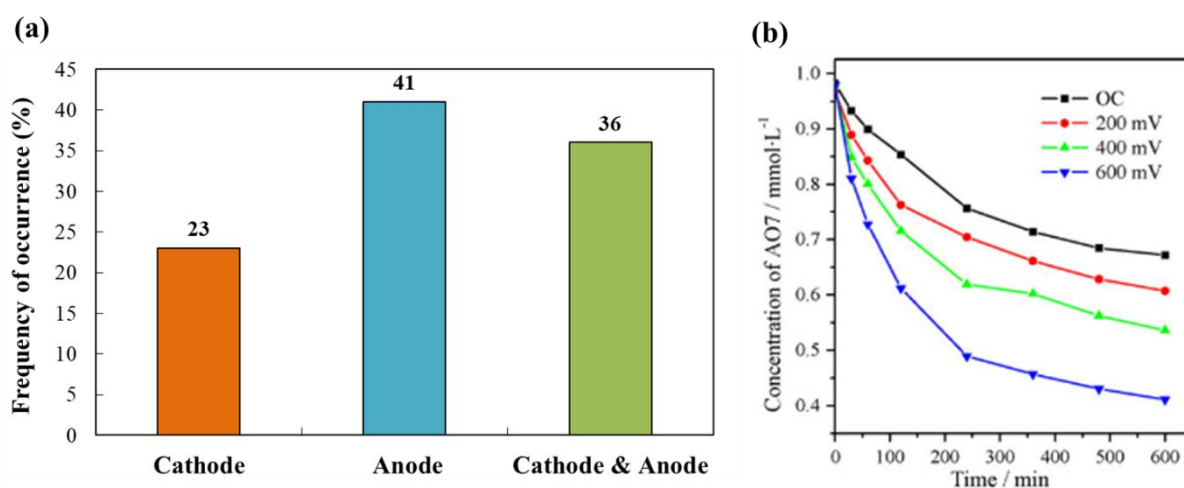 (a)
Frequency of occurrence (%)
45
40
35
30
25
20
15
10
5
0
23
41
36
Cathode Anode Cathode & Anode
(b)
Concentration of AO7 / mmol·L⁻¹
1.0
0.9
0.8
0.7
0.6
0.5
0.4
OC
200 mV
400 mV
600 mV
0 100 200 300 400 500 600
Time / min